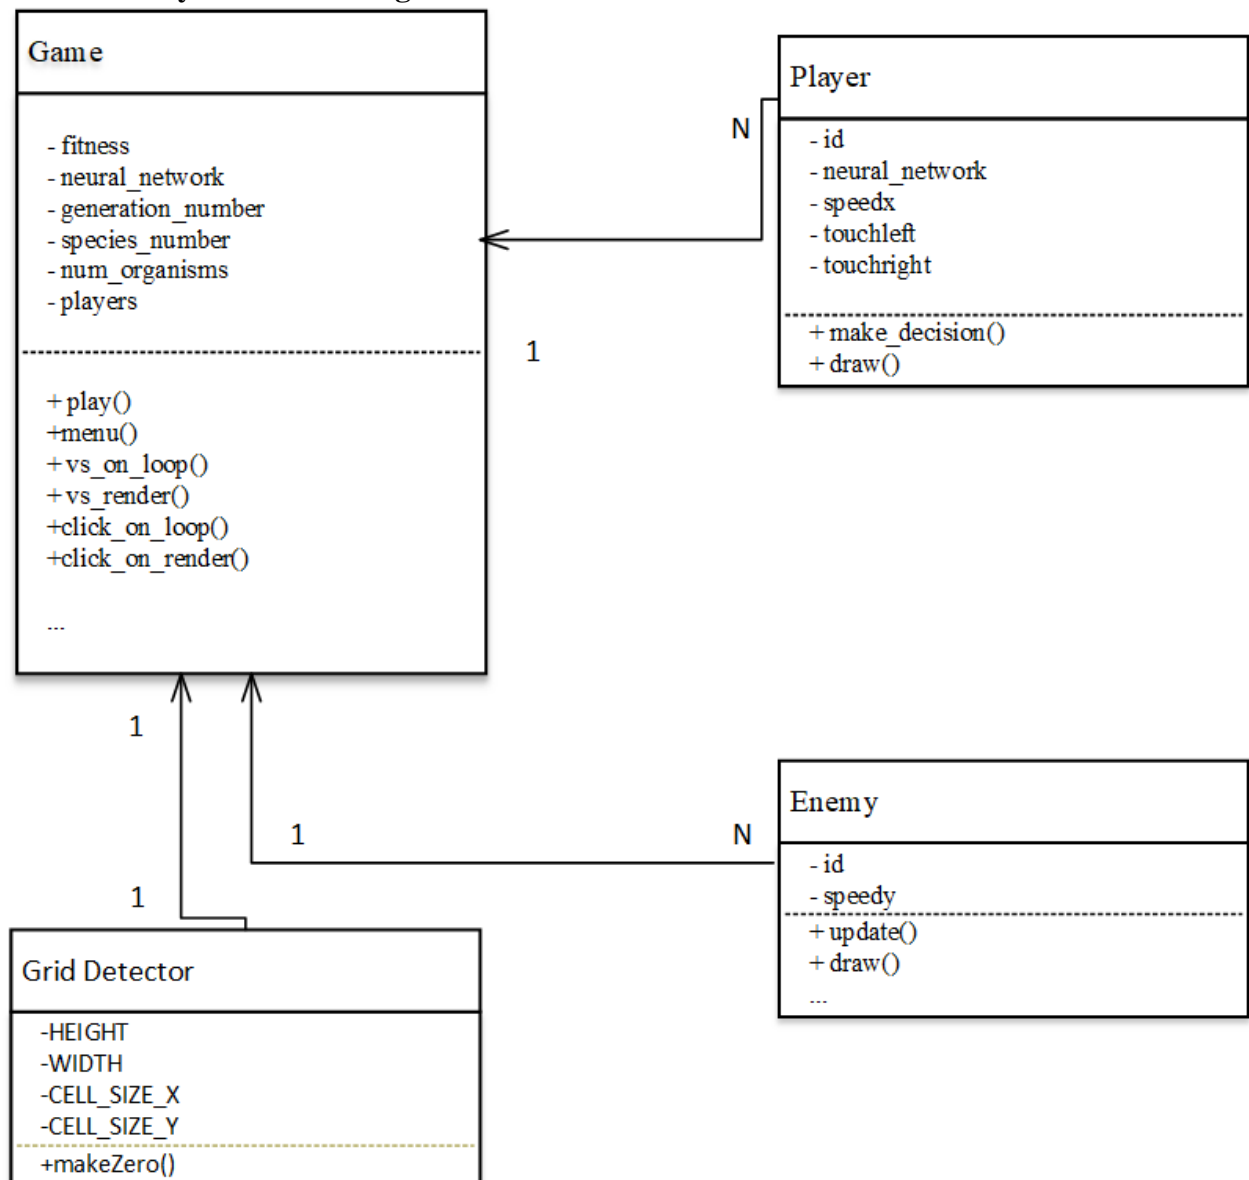 Game
- fitness
- neural_network
- generation_number
- species_number
- num_organisms
- players
+ play()
+menu()
+ vs_on_loop()
+ vs_render()
+click_on_loop()
+click_on_render()
...
N
1
Player
- id
- neural_network
- speedx
- touchleft
- touchright
+ make_decision()
+ draw()
1
1
1
N
Enemy
- id
- speedy
+ update()
+ draw()
...
Grid Detector
-HEIGHT
-WIDTH
-CELL_SIZE_X
-CELL_SIZE_Y
+makeZero()